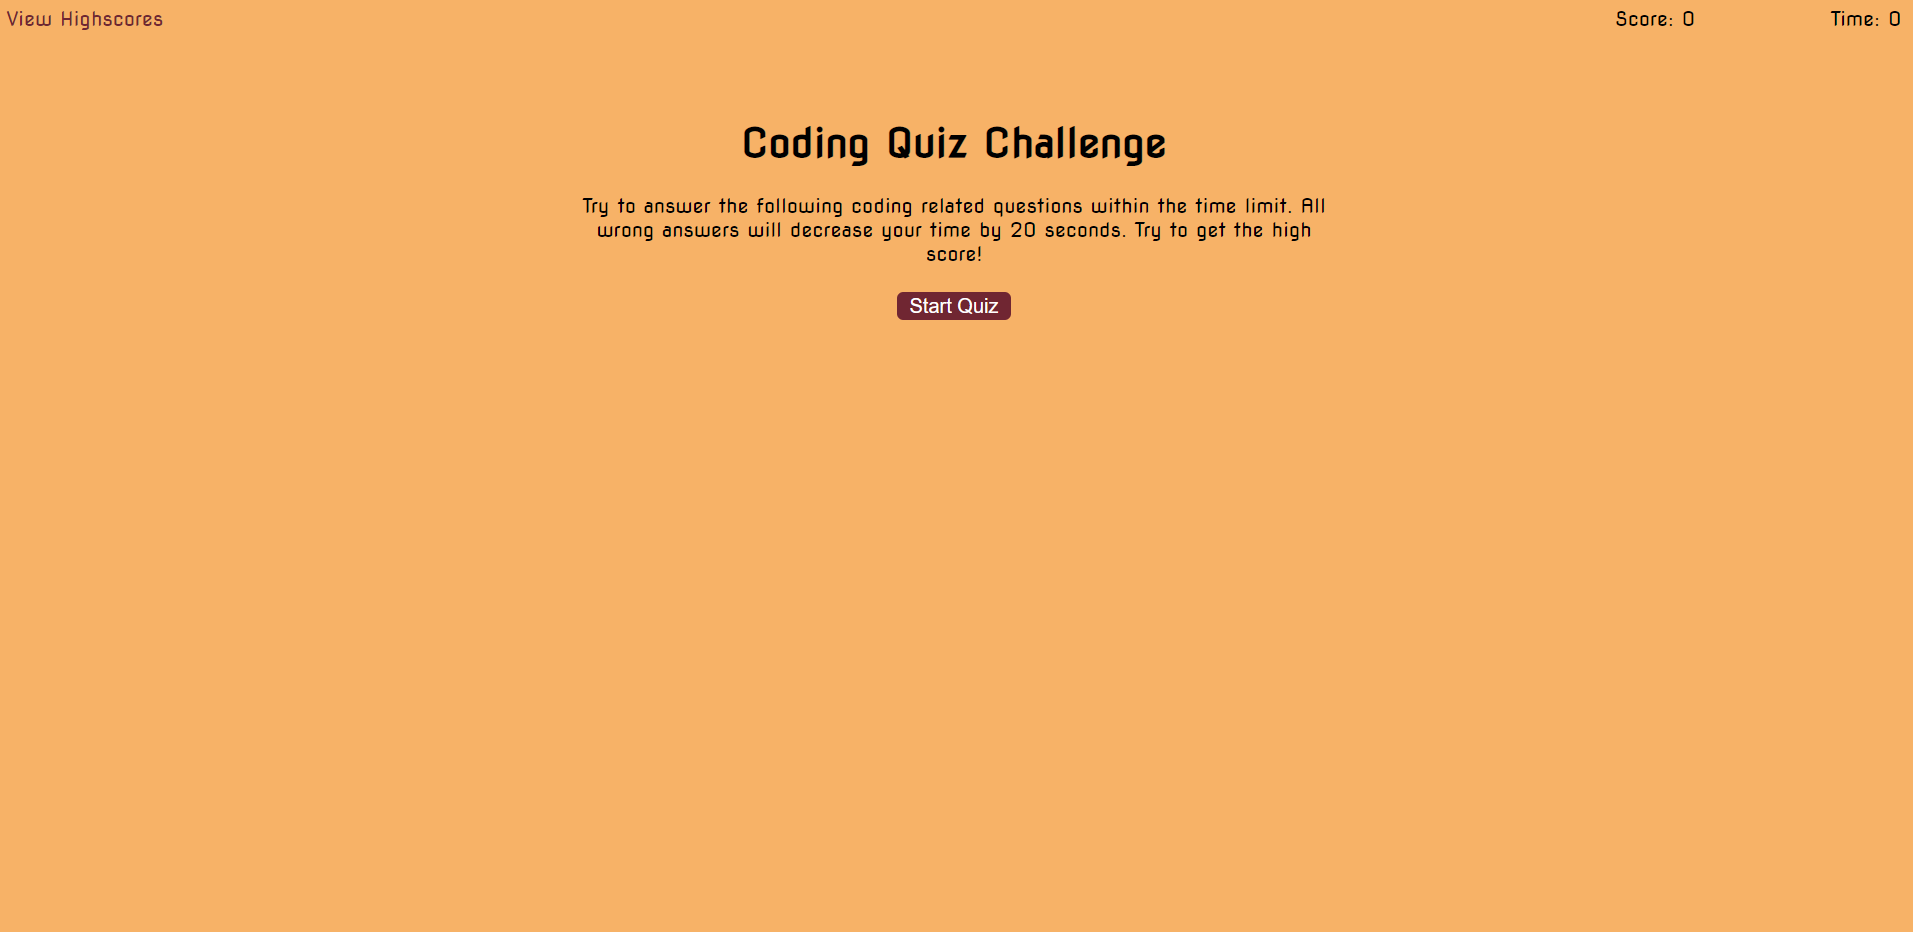 View Highscores
Score: 0
Time: 0
Coding Quiz Challenge
Try to answer the following coding related questions within the time limit. All
wrong answers will decrease your time by 20 seconds. Try to get the high
score!
Start Quiz